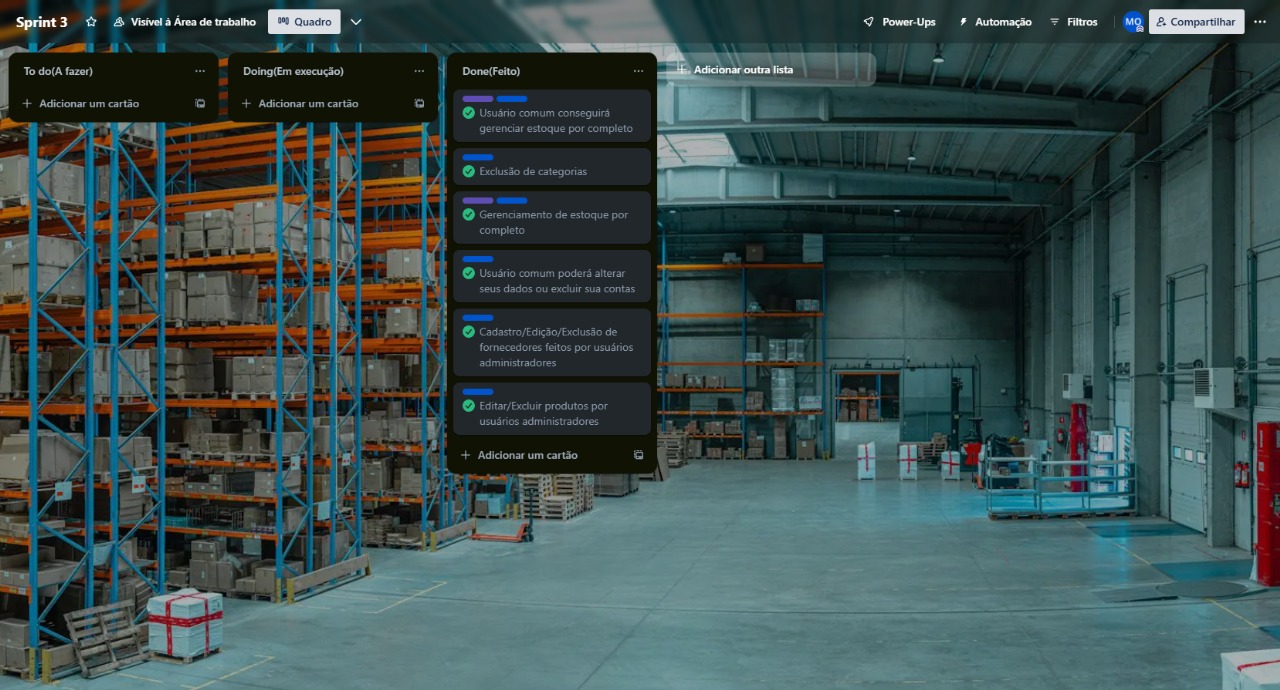 Sprint 3
Visível à Área de trabalho
Quadro
Power-Ups
Automação
Filtros
MQ
Compartilhar
To do(A fazer)
Adicionar um cartão
Doing(Em execução)
Adicionar um cartão
Done(Feito)
Usuário comum conseguirá
gerenciar estoque por completo
Exclusão de categorias
Gerenciamento de estoque por
completo
Usuário comum poderá alterar
seus dados ou excluir sua contas
Cadastro/Edição/Exclusão de
fornecedores feitos por usuários
administradores
Editar/Excluir produtos por
usuários administradores
Adicionar um cartão
Adicionar outra lista